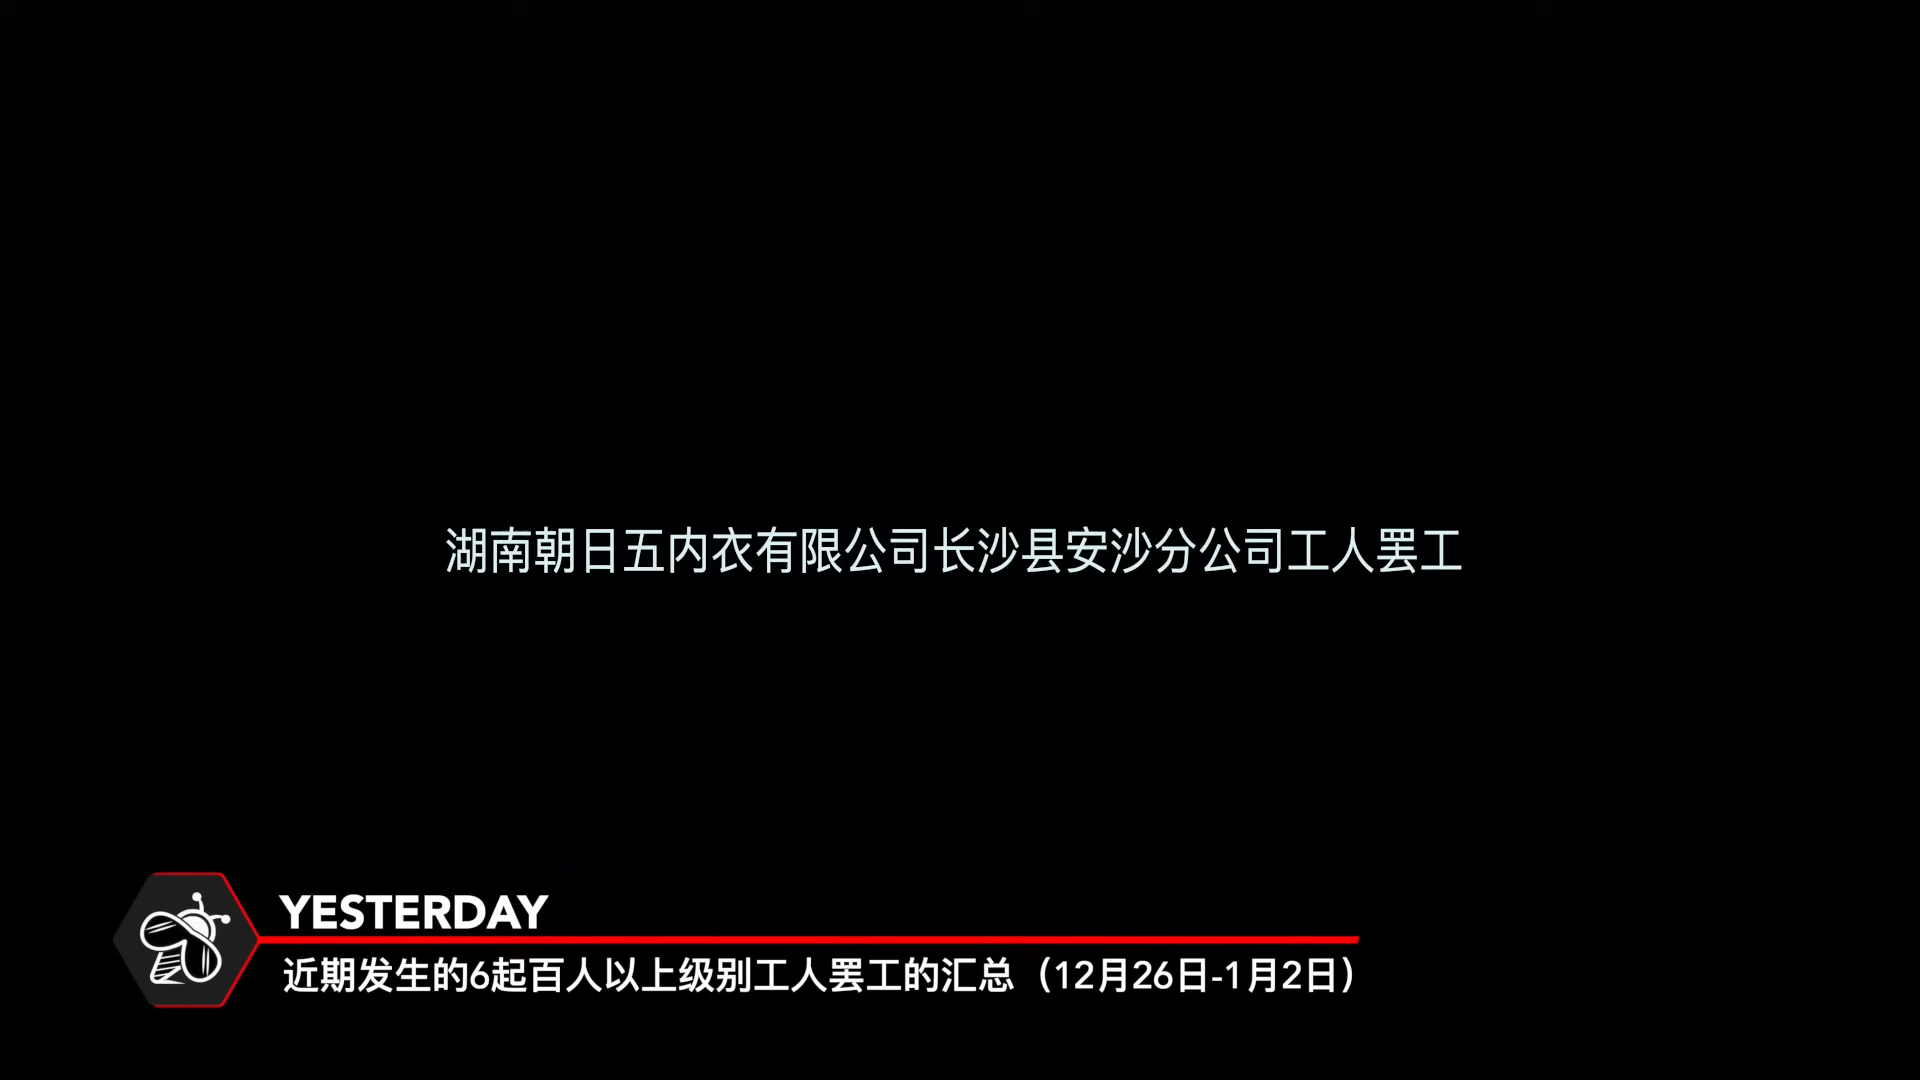 湖南朝日五内衣有限公司长沙县安沙分公司工人罢工
YESTERDAY
近期发生的6起百人以上级别工人罢工的汇总（12月26日-1月2日）